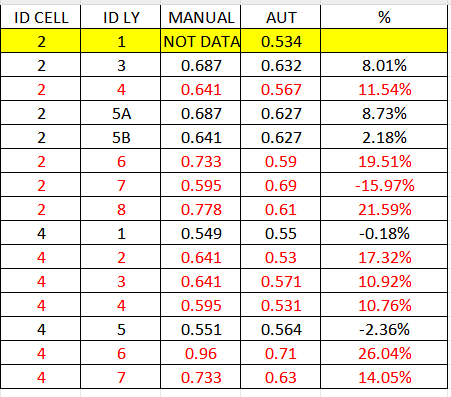 ID CELL ID LY MANUAL AUT %
2 1 NOT DATA 0.534
2 3 0.687 0.632 8.01%
2 4 0.641 0.567 11.54%
2 5A 0.687 0.627 8.73%
2 5B 0.641 0.627 2.18%
2 6 0.733 0.59 19.51%
2 7 0.595 0.69 -15.97%
2 8 0.778 0.61 21.59%
4 1 0.549 0.55 -0.18%
4 2 0.641 0.53 17.32%
4 3 0.641 0.571 10.92%
4 4 0.595 0.531 10.76%
4 5 0.551 0.564 -2.36%
4 6 0.96 0.71 26.04%
4 7 0.733 0.63 14.05%